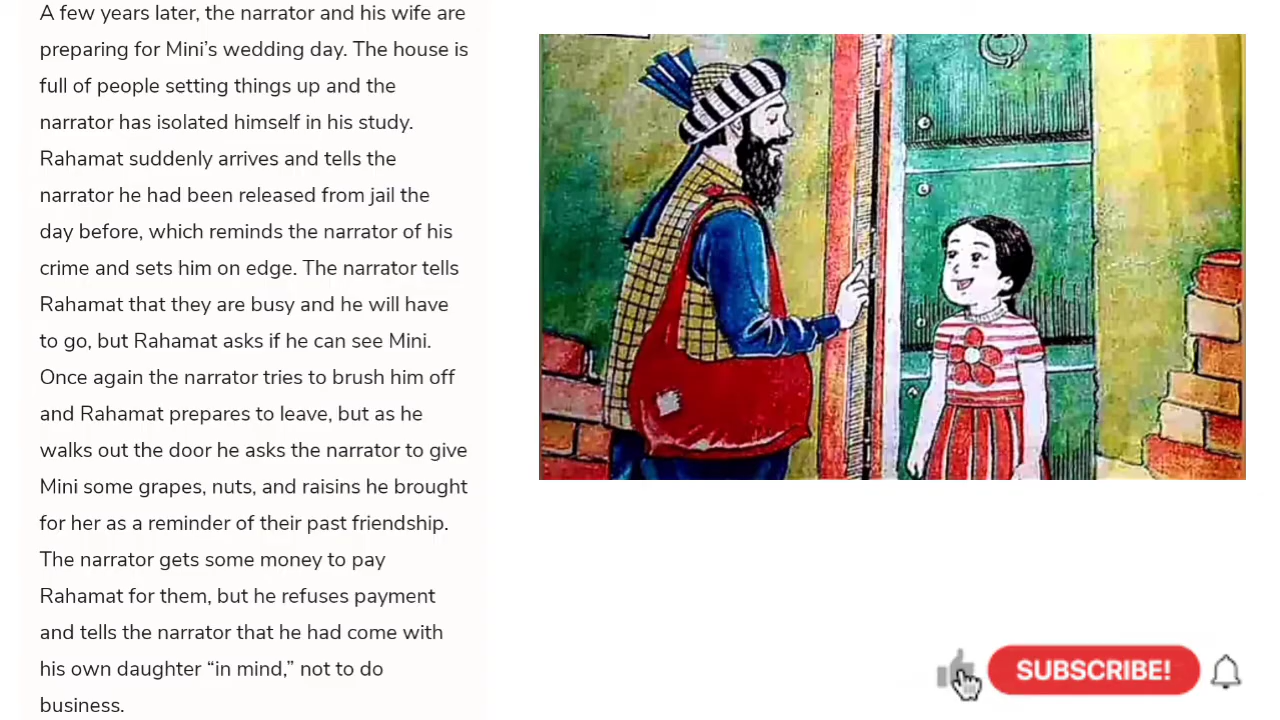 A few years later, the narrator and his wife are
preparing for Mini’s wedding day. The house is
full of people setting things up and the
narrator has isolated himself in his study.
Rahamat suddenly arrives and tells the
narrator he had been released from jail the
day before, which reminds the narrator of his
crime and sets him on edge. The narrator tells
Rahamat that they are busy and he will have
to go, but Rahamat asks if he can see Mini.
Once again the narrator tries to brush him off
and Rahamat prepares to leave, but as he
walks out the door he asks the narrator to give
Mini some grapes, nuts, and raisins he brought
for her as a reminder of their past friendship.
The narrator gets some money to pay
Rahamat for them, but he refuses payment
and tells the narrator that he had come with
his own daughter “in mind,” not to do
business.
SUBSCRIBE!